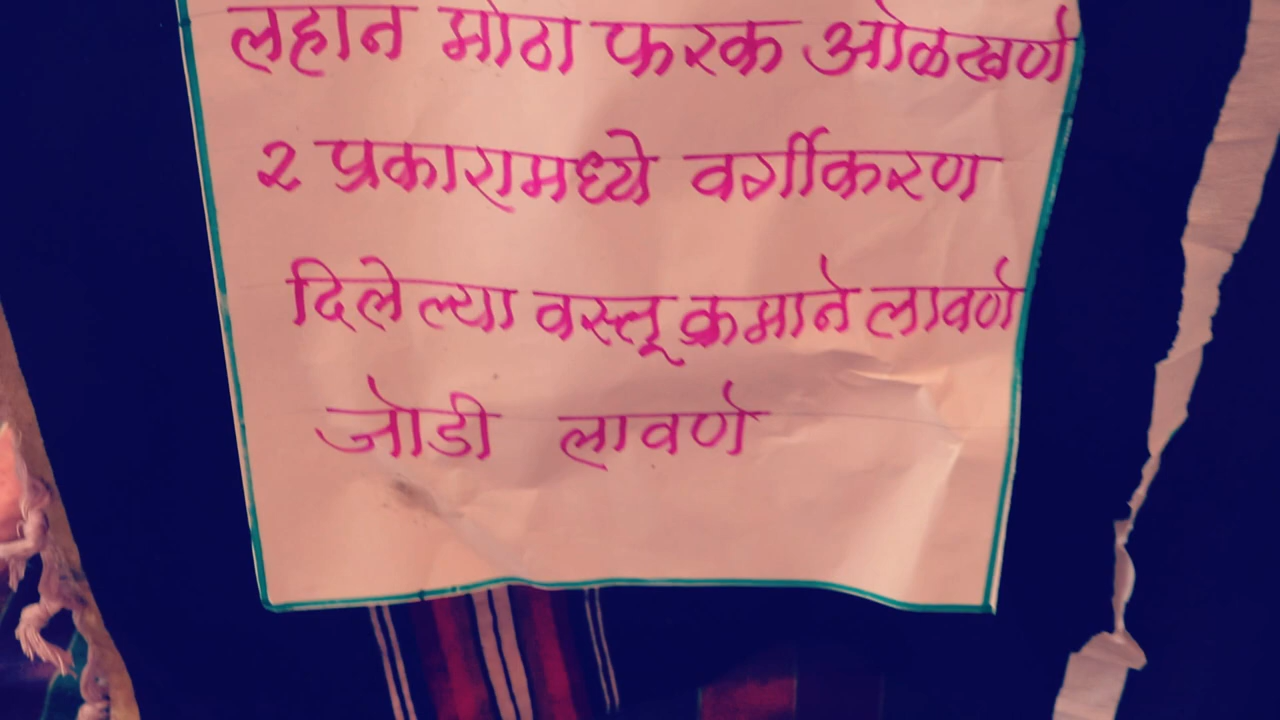 लहान मोठा फरक ओळखणे
२ प्रकारामध्ये वर्गीकरण
दिलेल्या वस्तू क्रमाने लावणे
जोडी लावणे